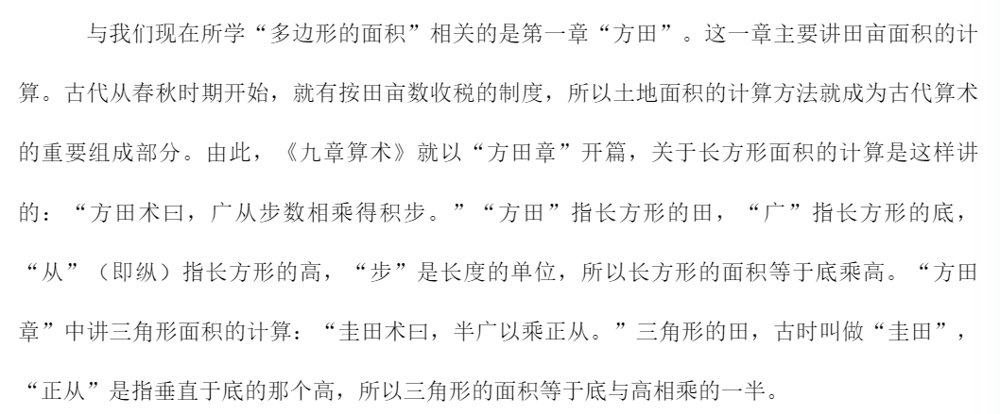 与我们现在所学“多边形的面积”相关的是第一章“方田”。这一章主要讲田亩面积的计
算。古代从春秋时期开始，就有按田亩数收税的制度，所以土地面积的计算方法就成为古代算术
的重要组成部分。由此，《九章算术》就以“方田章”开篇，关于长方形面积的计算是这样讲
的：“方田术曰，广从步数相乘得积步。”“方田”指长方形的田，“广”指长方形的底，
“从”（即纵）指长方形的高，“步”是长度的单位，所以长方形的面积等于底乘高。“方田
章”中讲三角形面积的计算：“圭田术曰，半广以乘正从。”三角形的田，古时叫做“圭田”，
“正从”是指垂直于底的那个高，所以三角形的面积等于底与高相乘的一半。